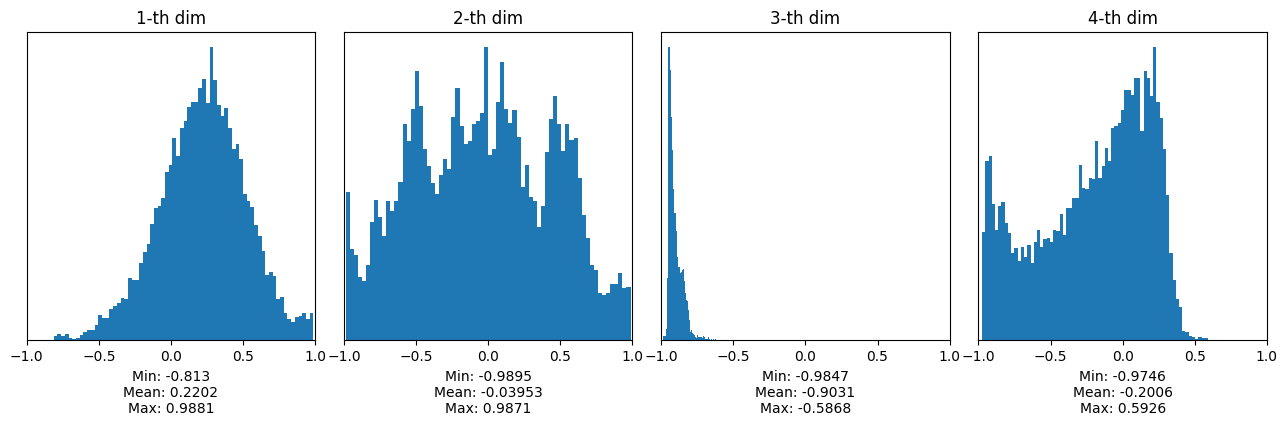 1-th dim
2-th dim
3-th dim
4-th dim
-1.0 -0.5 0.0 0.5 1.0
-1.0 -0.5 0.0 0.5 1.0
-1.0 -0.5 0.0 0.5 1.0
-1.0 -0.5 0.0 0.5 1.0
Min: -0.813
Mean: 0.2202
Max: 0.9881
Min: -0.9895
Mean: -0.03953
Max: 0.9871
Min: -0.9847
Mean: -0.9031
Max: -0.5868
Min: -0.9746
Mean: -0.2006
Max: 0.5926